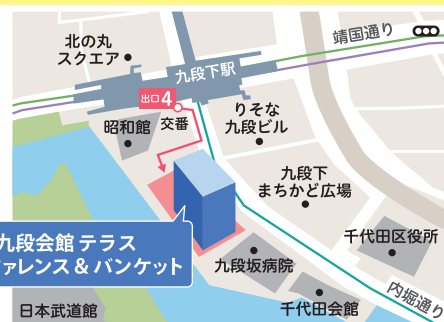 北の丸
スクエア
靖国通り
九段下駅
出口4
昭和館
交番
りそな
九段ビル
九段下
まちかど広場
千代田区役所
九段会館 テラス
ァレンス & バンケット
九段坂病院
内堀通り
千代田会館
日本武道館